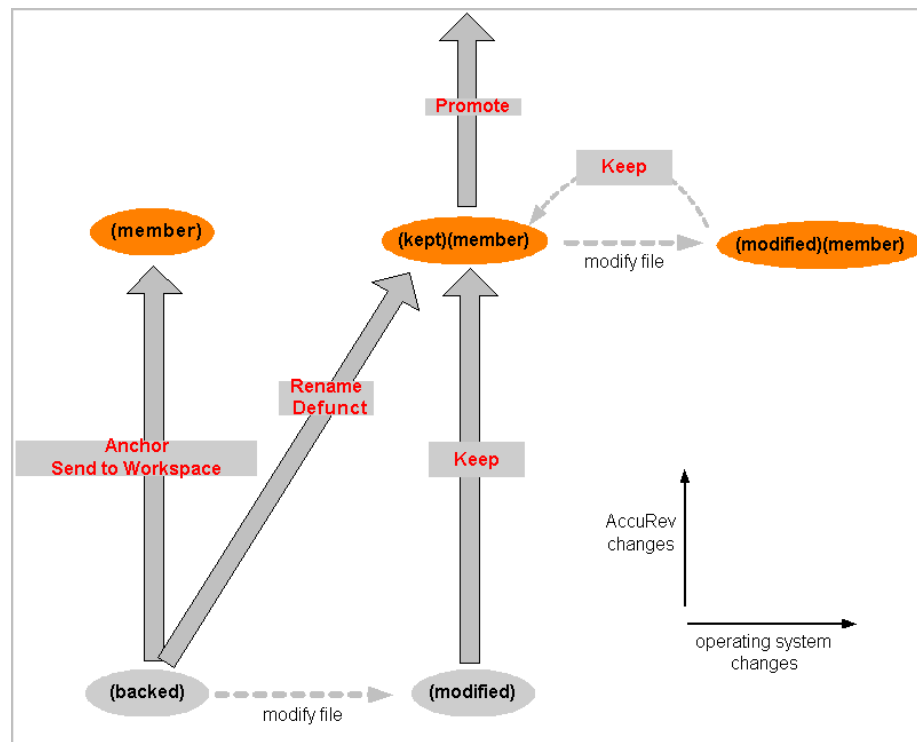 Promote
Keep
(member)
(kept)(member)
(modified)(member)
modify file
Rename
Defunct
Anchor
Send to Workspace
Keep
AccuRev
changes
operating system
changes
(backed)
(modified)
modify file